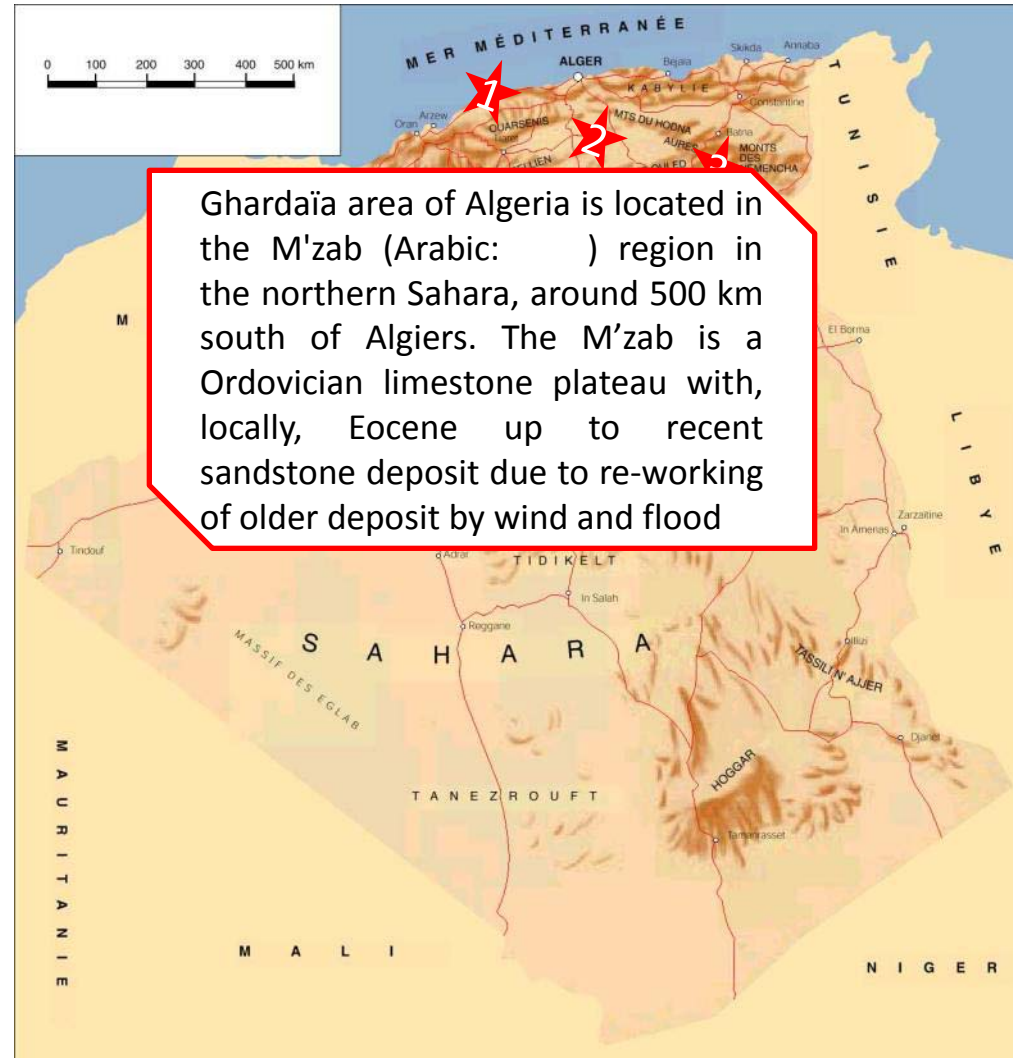 0 100 200 300 400 500 km
MER MÉDITERRANÉE
ALGER
Bejaia
Skikda
Annaba
KABYLIE
Constantine
1
Arzew
Oran
OUARSENIS
Tiaret
2
MTS DU HODNA
Batna
AURES
MONTS
DES
NEMENCHA
3
TUNISIE
M
Ghardaïa area of Algeria is located in
the M'zab (Arabic: ) region in
the northern Sahara, around 500 km
south of Algiers. The M’zab is a
Ordovician limestone plateau with,
locally, Eocene up to recent
sandstone deposit due to re-working
of older deposit by wind and flood
El Borma
LIBYE
Zarzaitine
In Amenas
Tindouf
Adrar
TIDIKELT
In Salah
Reggane
SAHARA
MASSIF DES EGLAB
Illizi
TASSILI N'AJJER
Djanet
HOGGAR
TANEZROUFT
Tamanrasset
MAURITANIE
MALI
NIGER